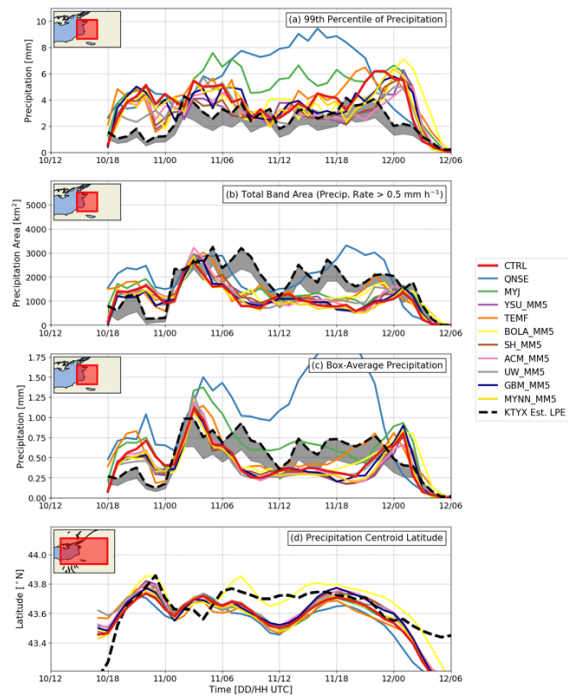 (a) 99th Percentile of Precipitation
Precipitation [mm]
10
8
6
4
2
0
10/12
10/18
11/00
11/06
11/12
11/18
12/00
12/06
(b) Total Band Area (Precip. Rate > 0.5 mm h⁻¹)
Precipitation Area [km²]
5000
4000
3000
2000
1000
0
10/12
10/18
11/00
11/06
11/12
11/18
12/00
12/06
(c) Box-Average Precipitation
Precipitation [mm]
1.75
1.50
1.25
1.00
0.75
0.50
0.25
0.00
10/12
10/18
11/00
11/06
11/12
11/18
12/00
12/06
(d) Precipitation Centroid Latitude
Latitude [°N]
44.0
43.8
43.6
43.4
10/12
10/18
11/00
11/06
11/12
11/18
12/00
12/06
Time [DD/HH UTC]
CTRL
QNSE
MYJ
YSU_MM5
TEMF
BOLA_MM5
SH_MM5
ACM_MM5
UW_MM5
GBM_MM5
MYNN_MM5
KTYX Est. LPE